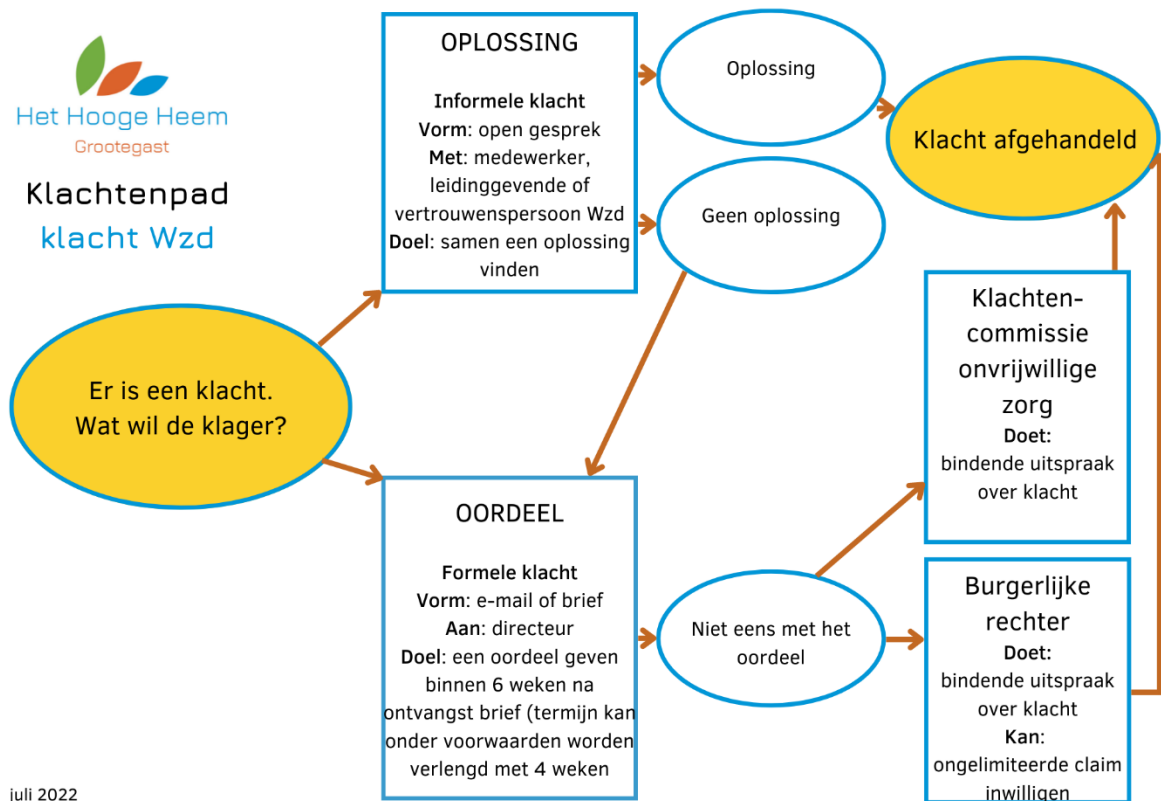 Het Hooge Heem
Grootegast
Klachtenpad
klacht Wzd
Er is een klacht.
Wat wil de klager?
OPLOSSING
Informele klacht
Vorm: open gesprek
Met: medewerker,
leidinggevende of
vertrouwenspersoon Wzd
Doel: samen een oplossing
vinden
Oplossing
Geen oplossing
Klacht afgehandeld
OORDEEL
Formele klacht
Vorm: e-mail of brief
Aan: directeur
Doel: een oordeel geven
binnen 6 weken na
ontvangst brief (termijn kan
onder voorwaarden worden
verlengd met 4 weken
Niet eens met het
oordeel
Klachten-
commissie
onvrijwillige
zorg
Doet:
bindende uitspraak
over klacht
Burgerlijke
rechter
Doet:
bindende uitspraak
over klacht
Kan:
ongelimiteerde claim
inwilligen
juli 2022